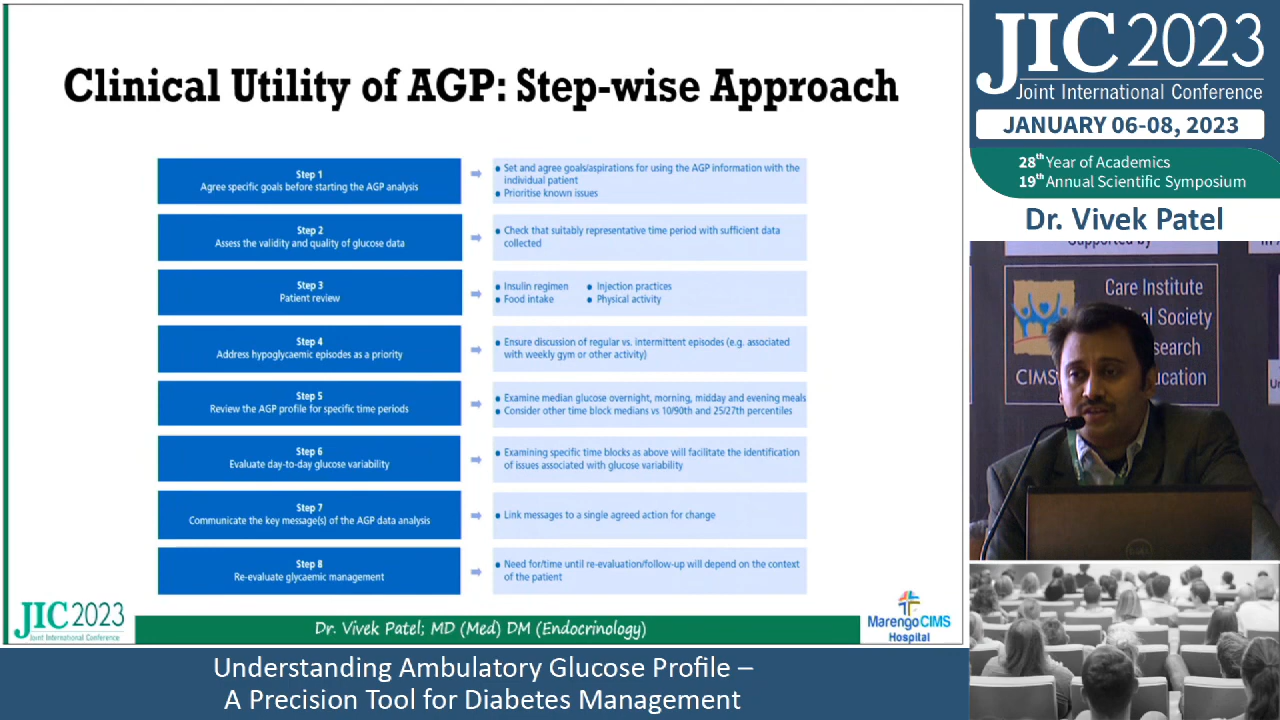 Clinical Utility of AGP: Step-wise Approach
Step 1
Agree specific goals before starting the AGP analysis
• Set and agree goals/aspirations for using the AGP information with the
individual patient
• Prioritise known issues
Step 2
Assess the validity and quality of glucose data
• Check that suitably representative time period with sufficient data
collected
Step 3
Patient review
• Insulin regimen • Injection practices
• Food intake • Physical activity
Step 4
Address hypoglycaemic episodes as a priority
• Ensure discussion of regular vs. intermittent episodes (e.g. associated
with weekly gym or other activity)
Step 5
Review the AGP profile for specific time periods
• Examine median glucose overnight, morning, midday and evening meals
• Consider other time block medians vs 10/90th and 25/27th percentiles
Step 6
Evaluate day-to-day glucose variability
• Examining specific time blocks as above will facilitate the identification
of issues associated with glucose variability
Step 7
Communicate the key message(s) of the AGP data analysis
• Link messages to a single agreed action for change
Step 8
Re-evaluate glycaemic management
• Need for/time until re-evaluation/follow-up will depend on the context
of the patient
JIC 2023
Joint International Conference
Dr. Vivek Patel; MD (Med) DM (Endocrinology)
Marengo CIMS
Hospital
Understanding Ambulatory Glucose Profile –
A Precision Tool for Diabetes Management
JIC 2023
Joint International Conference
JANUARY 06-08, 2023
28th Year of Academics
19th Annual Scientific Symposium
Dr. Vivek Patel
Supported by
Care Institute
Society
CIMS